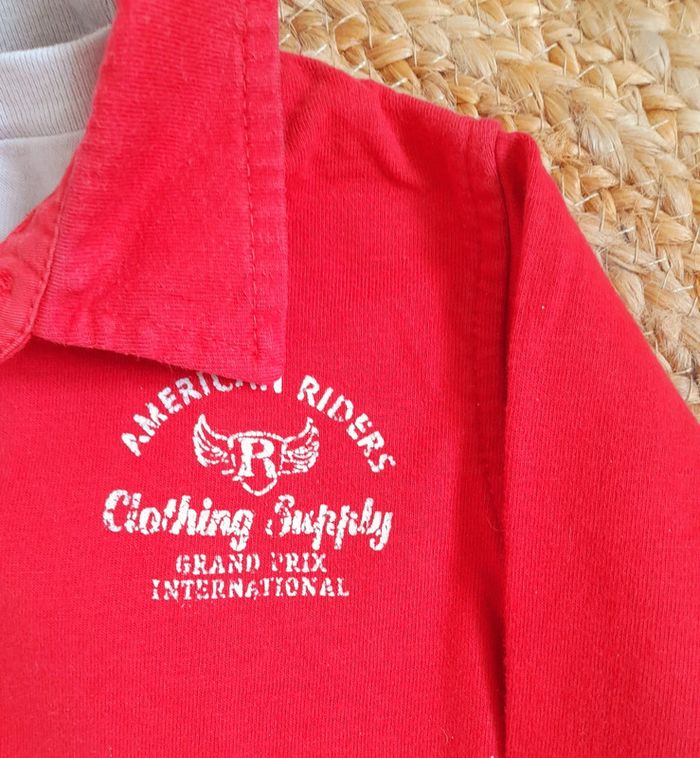 AMERICAN RIDERS
R
Clothing Supply
GRAND PRIX
INTERNATIONAL